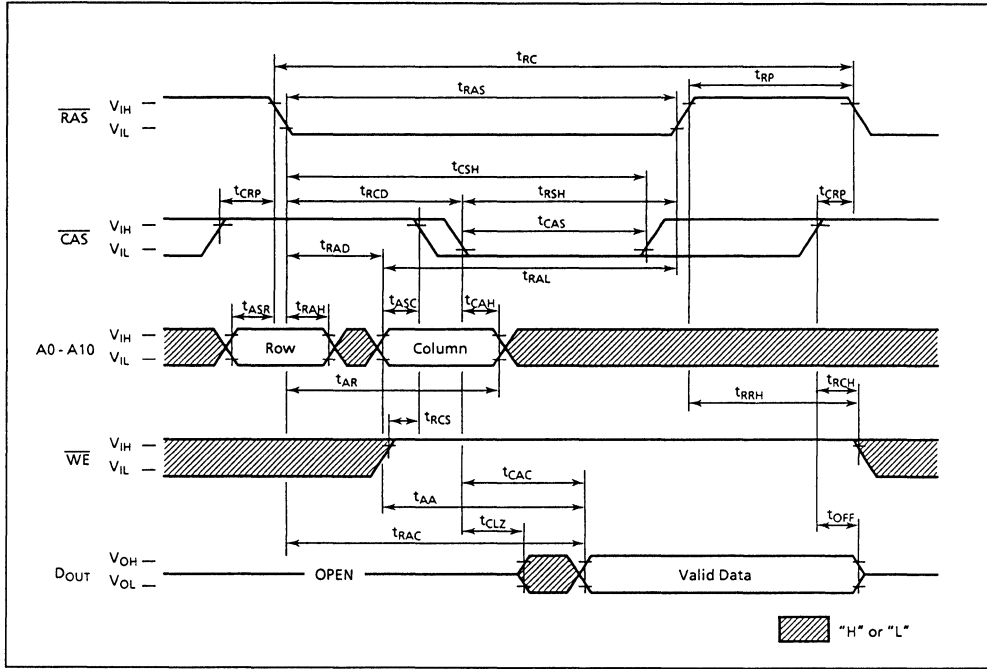 tRC
tRP
tRAS
RAS
VIH
VIL
tCSH
tCRP
tRCD
tRSH
tCRP
CAS
VIH
VIL
tCAS
tRAD
tRAL
tASR
tRAH
tASC
tCAH
A0 - A10
VIH
VIL
Row
Column
tAR
tRCH
tRRH
tRCS
WE
VIH
VIL
tCAC
tAA
tCLZ
tOFF
tRAC
DOUT
VOH
VOL
OPEN
Valid Data
"H" or "L"